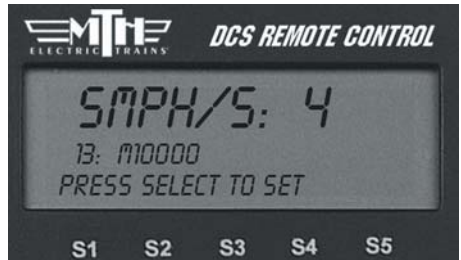 MTH
ELECTRIC TRAINS
DCS REMOTE CONTROL
SMPH/S: 4
13: M10000
PRESS SELECT TO SET
S1 S2 S3 S4 S5